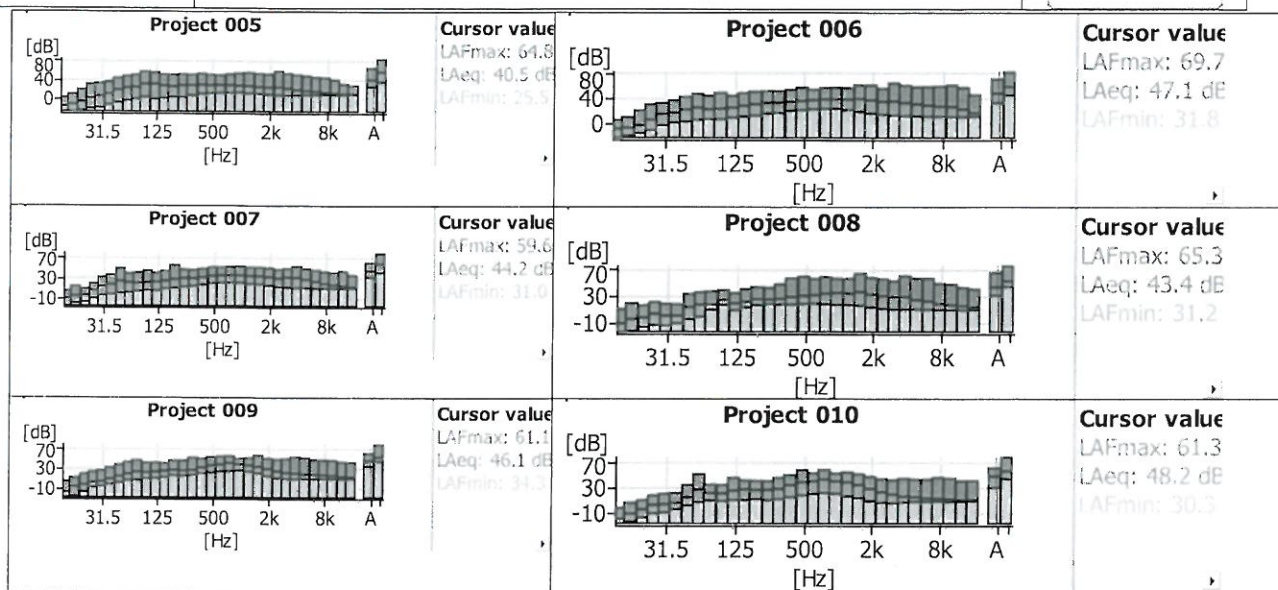 Project 005
Cursor value
LAFmax: 64.8
LAeq: 40.5 dB
LAFmin: 25.5
[dB]
80
40
0
31.5 125 500 2k 8k A
[Hz]
Project 006
Cursor value
LAFmax: 69.7
LAeq: 47.1 dB
LAFmin: 31.8
[dB]
80
40
0
31.5 125 500 2k 8k A
[Hz]
Project 007
Cursor value
LAFmax: 59.6
LAeq: 44.2 dB
LAFmin: 31.0
[dB]
70
30
-10
31.5 125 500 2k 8k A
[Hz]
Project 008
Cursor value
LAFmax: 65.3
LAeq: 43.4 dB
LAFmin: 31.2
[dB]
70
30
-10
31.5 125 500 2k 8k A
[Hz]
Project 009
Cursor value
LAFmax: 61.1
LAeq: 46.1 dB
LAFmin: 34.3
[dB]
70
30
-10
31.5 125 500 2k 8k A
[Hz]
Project 010
Cursor value
LAFmax: 61.3
LAeq: 48.2 dB
LAFmin: 30.3
[dB]
70
30
-10
31.5 125 500 2k 8k A
[Hz]